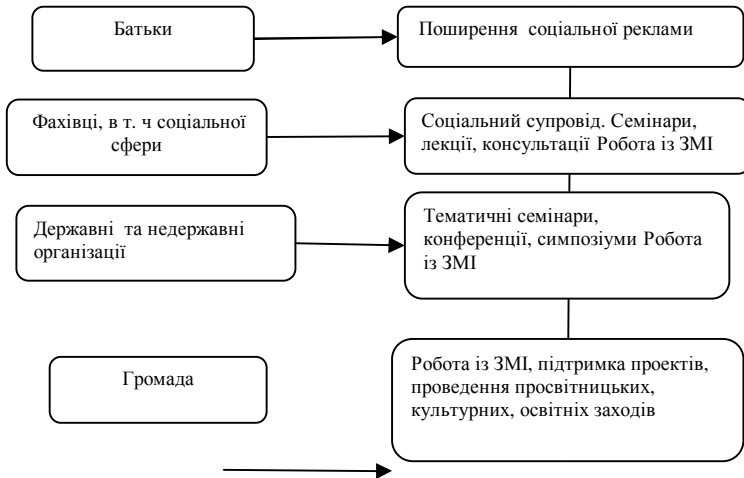 Батьки
Поширення соціальної реклами
Фахівці, в т. ч соціальної
сфери
Соціальний супровід. Семінари,
лекції, консультації Робота із ЗМІ
Державні та недержавні
організації
Тематичні семінари,
конференції, симпозіуми Робота
із ЗМІ
Громада
Робота із ЗМІ, підтримка проектів,
проведення просвітницьких,
культурних, освітніх заходів